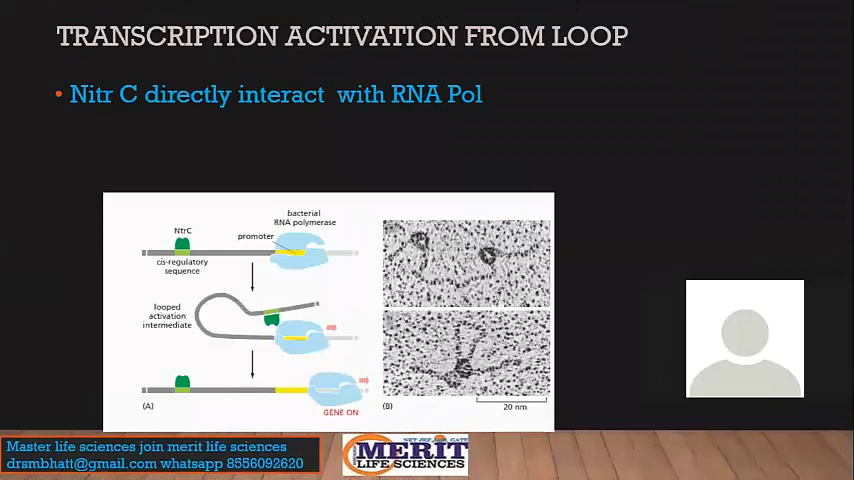 TRANSCRIPTION ACTIVATION FROM LOOP
• Nitr C directly interact with RNA Pol
bacterial
RNA polymerase
NtrC
promoter
cis-regulatory
sequence
looped
activation
intermediate
GENE ON
(A)
(B)
20 nm
Master life sciences join merit life sciences
drsmbhatt@gmail.com whatsapp 8556092620
MERIT
LIFE SCIENCES